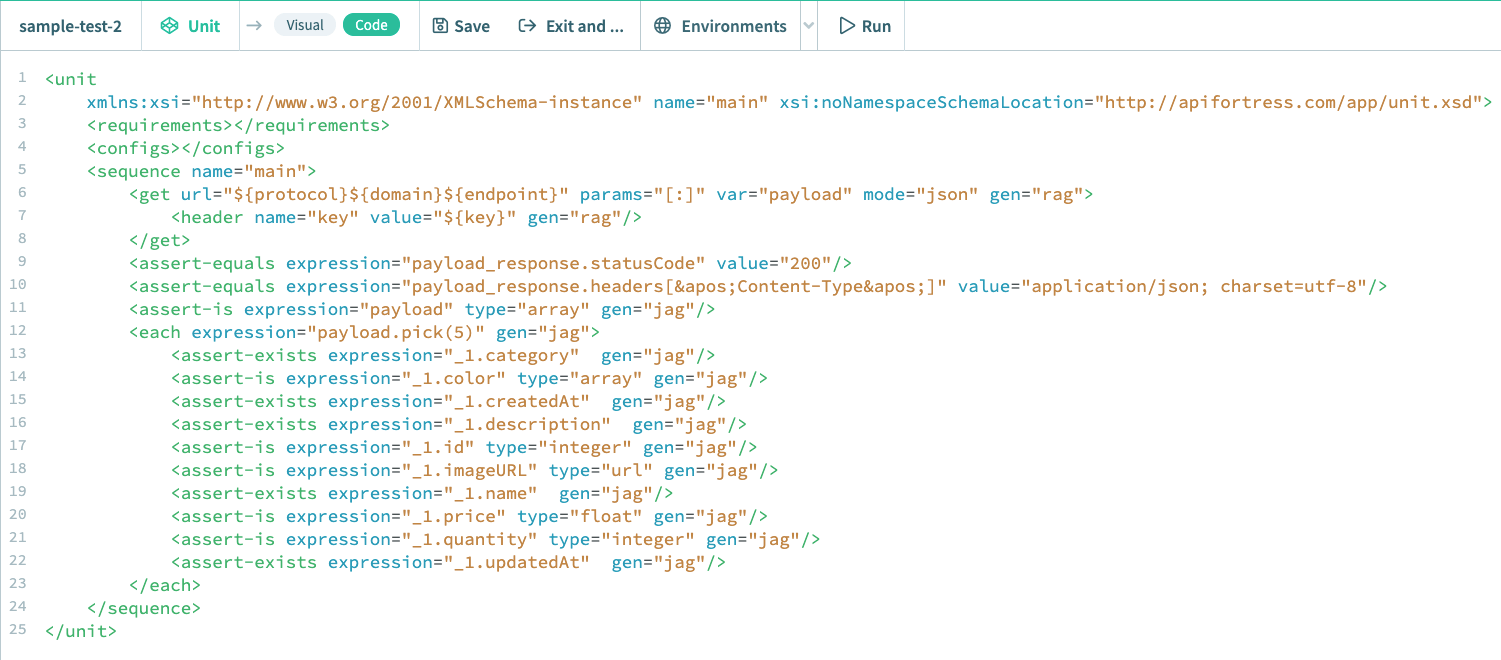 sample-test-2 Unit → Visual Code Save Exit and ... Environments Run
1 <unit
2 xmlns:xsi="http://www.w3.org/2001/XMLSchema-instance" name="main" xsi:noNamespaceSchemaLocation="http://apifortress.com/app/unit.xsd">
3 <requirements></requirements>
4 <configs></configs>
5 <sequence name="main">
6 <get url="${protocol}${domain}${endpoint}" params="[:]" var="payload" mode="json" gen="rag">
7 <header name="key" value="${key}" gen="rag"/>
8 </get>
9 <assert-equals expression="payload_response.statusCode" value="200"/>
10 <assert-equals expression="payload_response.headers[&apos;Content-Type&apos;]" value="application/json; charset=utf-8"/>
11 <assert-is expression="payload" type="array" gen="jag"/>
12 <each expression="payload.pick(5)" gen="jag">
13 <assert-exists expression="_1.category"  gen="jag"/>
14 <assert-is expression="_1.color" type="array" gen="jag"/>
15 <assert-exists expression="_1.createdAt"  gen="jag"/>
16 <assert-exists expression="_1.description"  gen="jag"/>
17 <assert-is expression="_1.id" type="integer" gen="jag"/>
18 <assert-is expression="_1.imageURL" type="url" gen="jag"/>
19 <assert-exists expression="_1.name"  gen="jag"/>
20 <assert-is expression="_1.price" type="float" gen="jag"/>
21 <assert-is expression="_1.quantity" type="integer" gen="jag"/>
22 <assert-exists expression="_1.updatedAt"  gen="jag"/>
23 </each>
24 </sequence>
25 </unit>